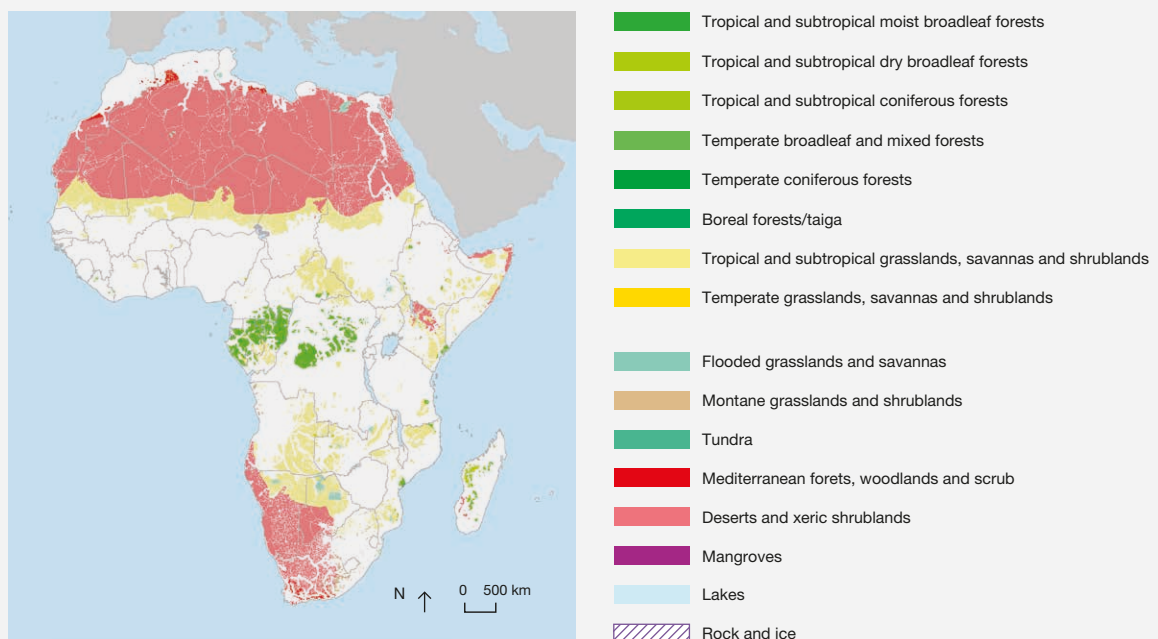 Tropical and subtropical moist broadleaf forests
Tropical and subtropical dry broadleaf forests
Tropical and subtropical coniferous forests
Temperate broadleaf and mixed forests
Temperate coniferous forests
Boreal forests/taiga
Tropical and subtropical grasslands, savannas and shrublands
Temperate grasslands, savannas and shrublands
Flooded grasslands and savannas
Montane grasslands and shrublands
Tundra
Mediterranean forets, woodlands and scrub
Deserts and xeric shrublands
Mangroves
Lakes
Rock and ice
N 0 500 km